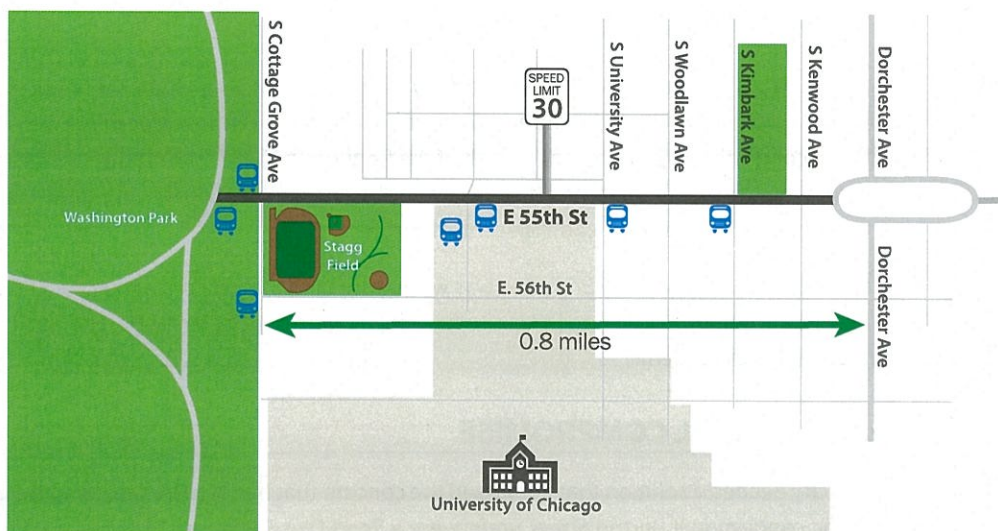 S Cottage Grove Ave
SPEED
LIMIT
30
S University Ave
S Woodlawn Ave
S Kimbark Ave
S Kenwood Ave
Dorchester Ave
Washington Park
E 55th St
Stagg
Field
E. 56th St
Dorchester Ave
0.8 miles
University of Chicago